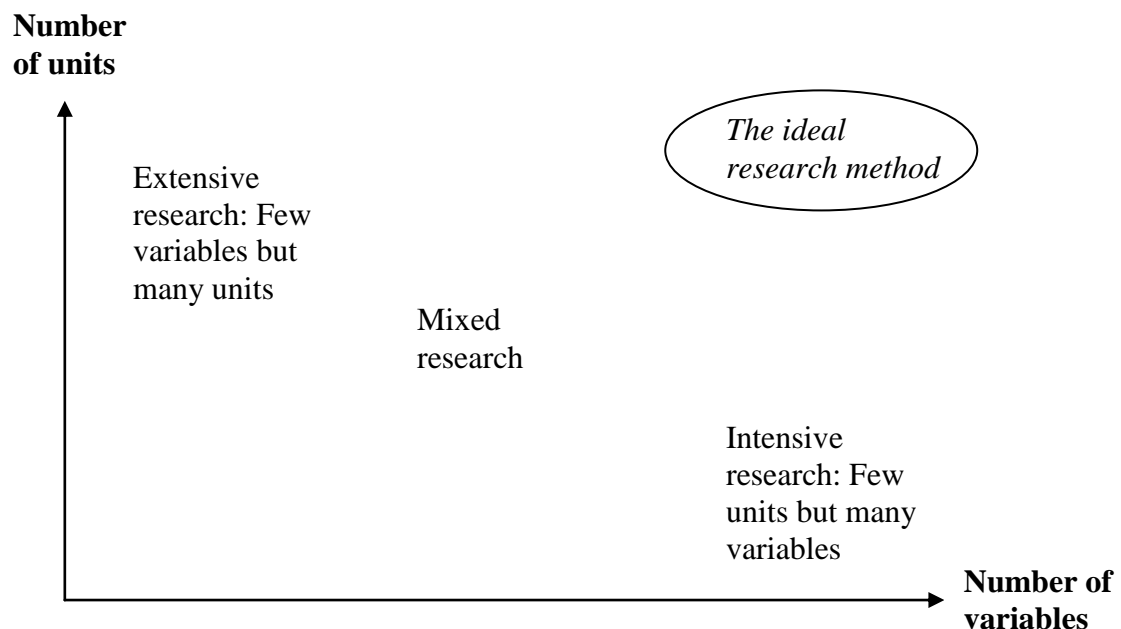 Number
of units
The ideal
research method
Extensive
research: Few
variables but
many units
Mixed
research
Intensive
research: Few
units but many
variables
Number of
variables